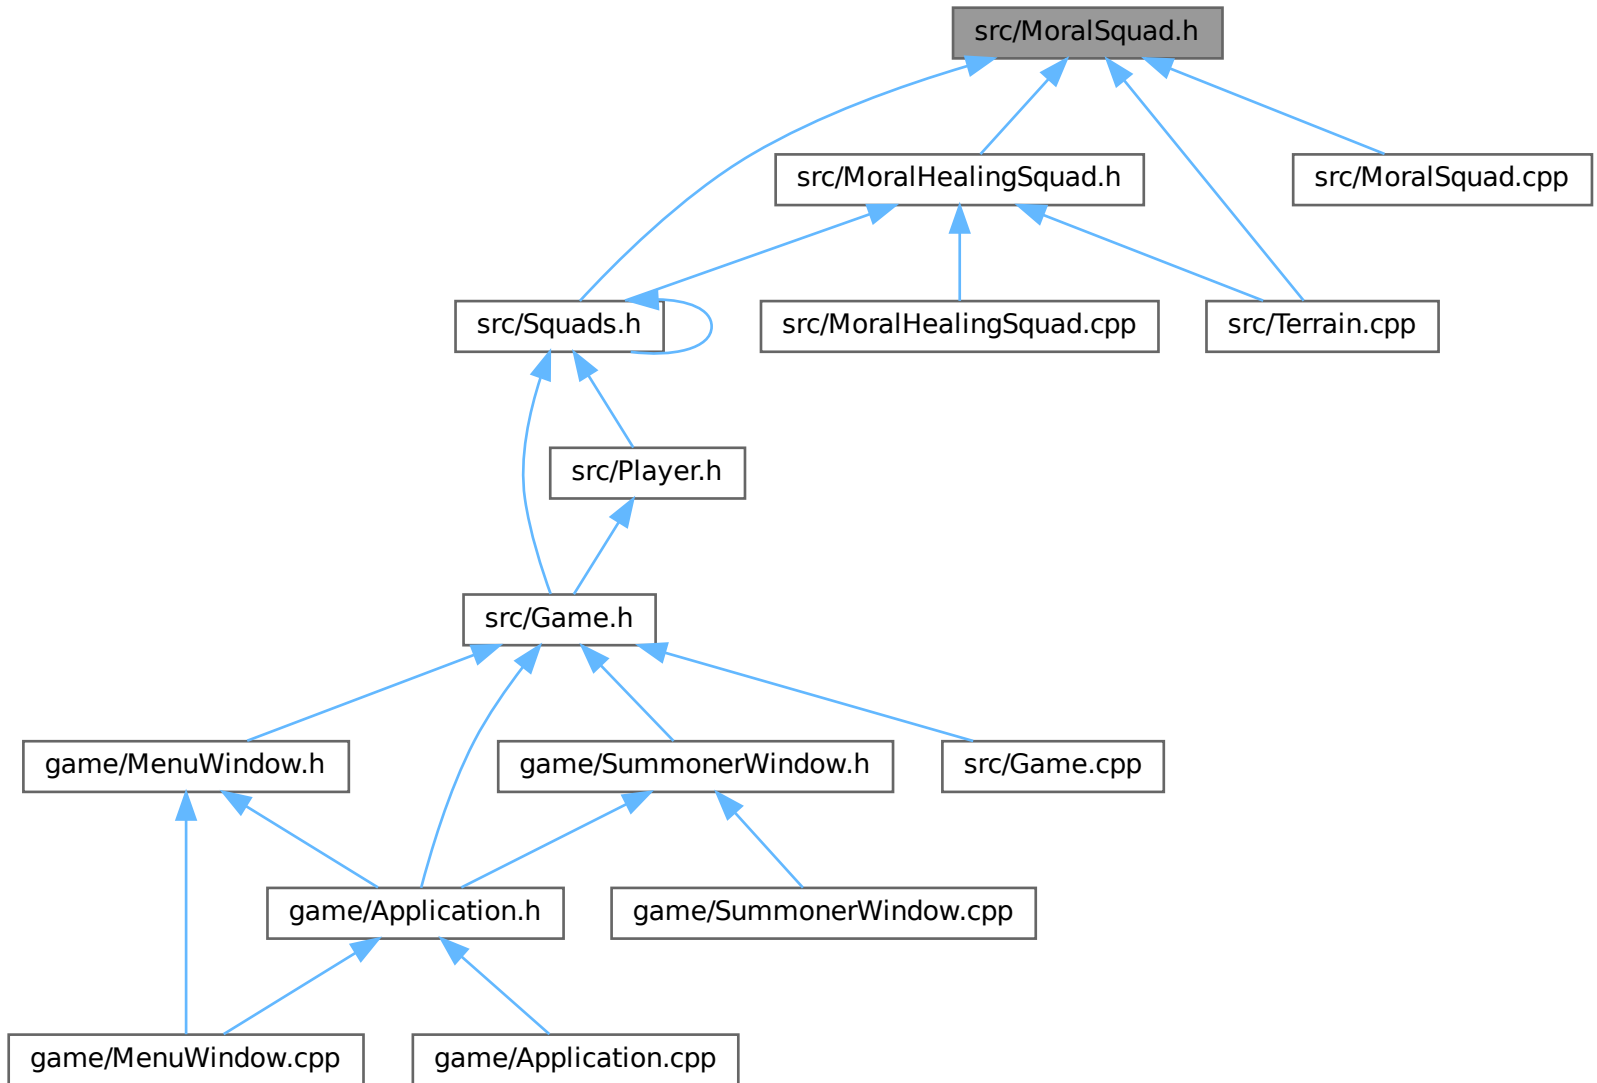 src/MoralSquad.h
src/MoralHealingSquad.h
src/MoralSquad.cpp
src/Squads.h
src/MoralHealingSquad.cpp
src/Terrain.cpp
src/Player.h
src/Game.h
game/MenuWindow.h
game/SummonerWindow.h
src/Game.cpp
game/Application.h
game/SummonerWindow.cpp
game/MenuWindow.cpp
game/Application.cpp